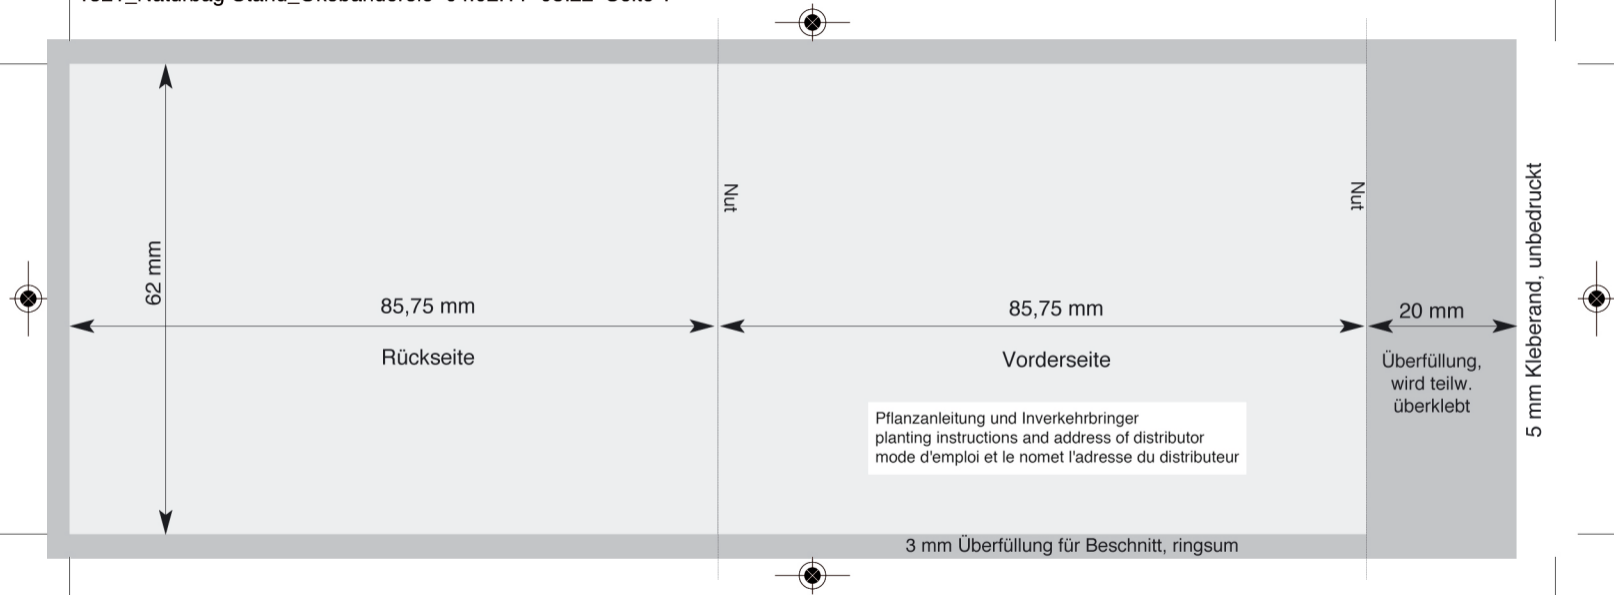 Nut
Nut
62 mm
85,75 mm
Rückseite
85,75 mm
Vorderseite
20 mm
Überfüllung,
wird teilw.
überklebt
5 mm Kleberand, unbedruckt
Pflanzanleitung und Inverkehrbringer
planting instructions and address of distributor
mode d'emploi et le nomet l'adresse du distributeur
3 mm Überfüllung für Beschnitt, ringsum